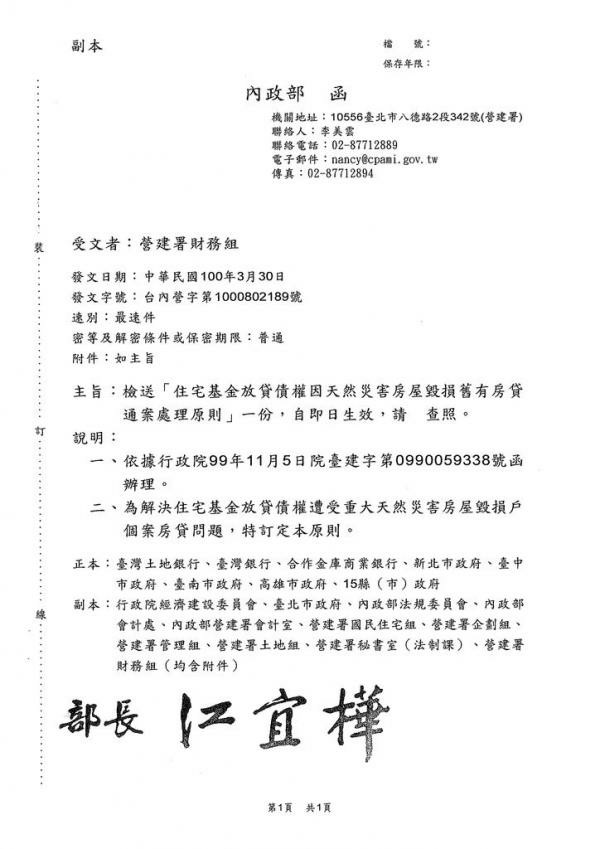 副本
檔　號：
保存年限：
內政部　函
機關地址：10556臺北市八德路2段342號(營建署)
聯絡人：李美雲
聯絡電話：02-87712889
電子郵件：nancy@cpami.gov.tw
傳真：02-87712894
受文者：營建署財務組
發文日期：中華民國100年3月30日
發文字號：台內營字第1000802189號
速別：最速件
密等及解密條件或保密期限：普通
附件：如主旨
主旨：檢送「住宅基金放貸債權因天然災害房屋毀損舊有房貸
通案處理原則」一份，自即日生效，請　查照。
說明：
一、依據行政院99年11月5日院臺建字第0990059338號函
辦理。
二、為解決住宅基金放貸債權遭受重大天然災害房屋毀損戶
個案房貸問題，特訂定本原則。
正本：臺灣土地銀行、臺灣銀行、合作金庫商業銀行、新北市政府、臺中
市政府、臺南市政府、高雄市政府、15縣（市）政府
副本：行政院經濟建設委員會、臺北市政府、內政部法規委員會、內政部
會計處、內政部營建署會計室、營建署國民住宅組、營建署企劃組、
營建署管理組、營建署土地組、營建署秘書室（法制課）、營建署
財務組（均含附件）
部長 江宜樺
裝
訂
線
第1頁　共1頁